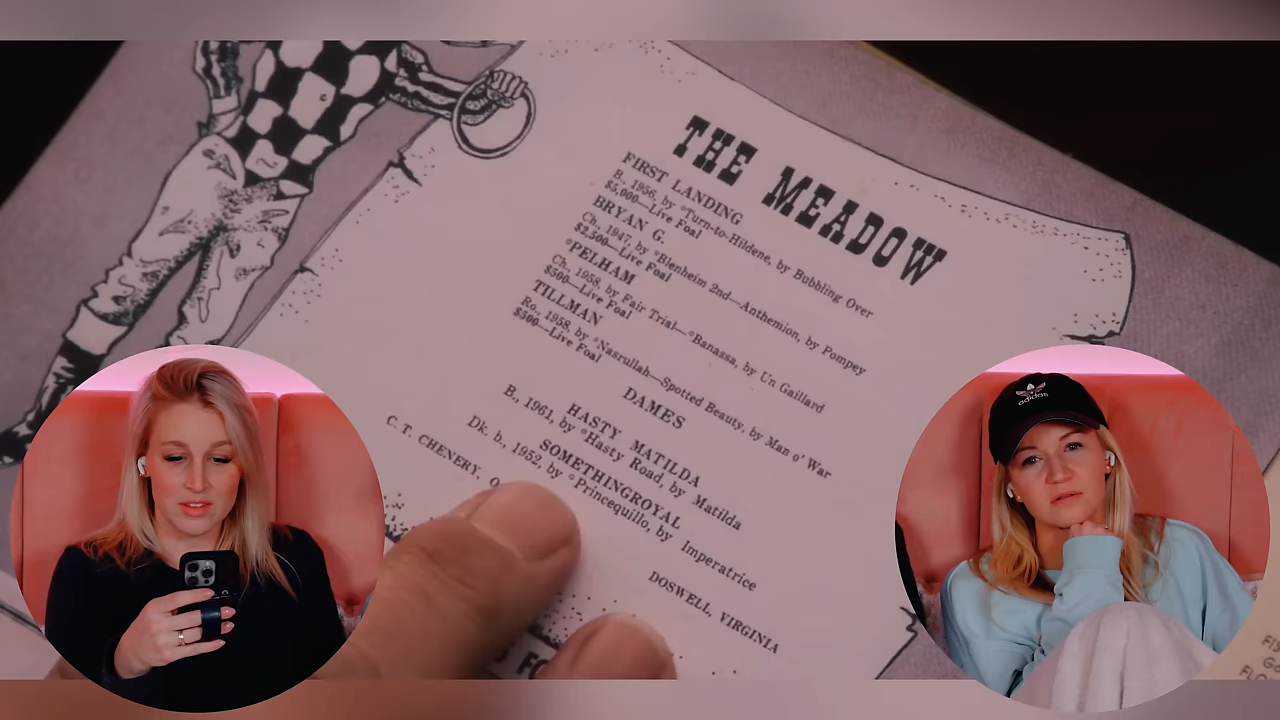 THE MEADOW
FIRST LANDING
B., 1956, by *Turn-to-Hildene, by Bubbling Over
$5,000—Live Foal
BRYAN G.
Ch., 1947, by *Blenheim 2nd—Anthemion, by Pompey
$2,500—Live Foal
*PELHAM
Ch., 1958, by Fair Trial—*Banassa, by Un Gaillard
$500—Live Foal
TILLMAN
Ro., 1958, by *Nasrullah—Spotted Beauty, by Man o' War
$500—Live Foal
DAMES
HASTY MATILDA
B., 1961, by *Hasty Road, by Matilda
SOMETHINGROYAL
Dk. b., 1952, by *Princequillo, by Imperatrice
C. T. CHENERY,
DOSWELL, VIRGINIA
adidas